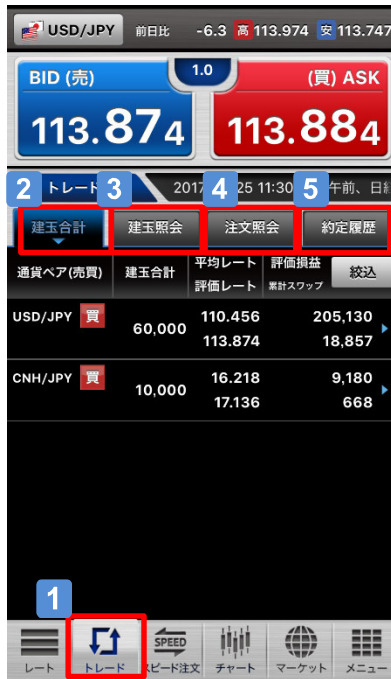 USD/JPY 前日比 -6.3 高 113.974 安 113.747
BID (売) 1.0 (買) ASK
113.874 113.884
2 トレー 3 2017 4 25 11:30 5 午前、日
建玉合計 建玉照会 注文照会 約定履歴
通貨ペア(売買) 建玉合計 平均レート 評価損益 絞込
評価レート 累計スワップ
USD/JPY 買 60,000 110.456 205,130
113.874 18,857
CNH/JPY 買 10,000 16.218 9,180
17.136 668
1
SPEED
レート トレード スピード注文 チャート マーケット メニュー